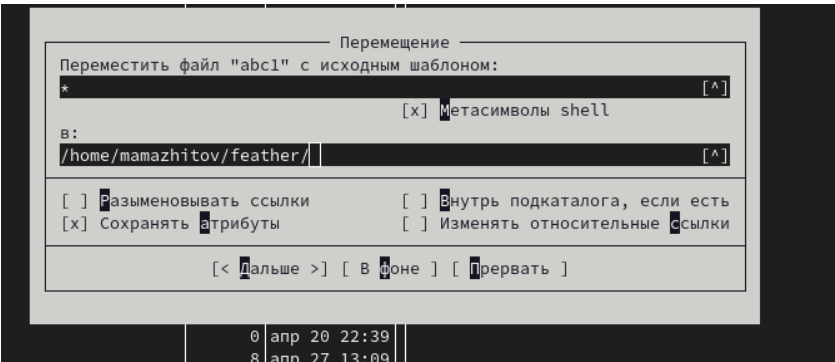 Перемещение
Переместить файл "abc1" с исходным шаблоном:
* [^]
[x] Метасимволы shell
в:
/home/mamazhitov/feather/ [^]
[ ] Разыменовывать ссылки [ ] Внутрь подкаталога, если есть
[x] Сохранять атрибуты [ ] Изменять относительные ссылки
[< Дальше >] [ В фоне ] [ Прервать ]
0 апр 20 22:39
8 апр 27 13:09